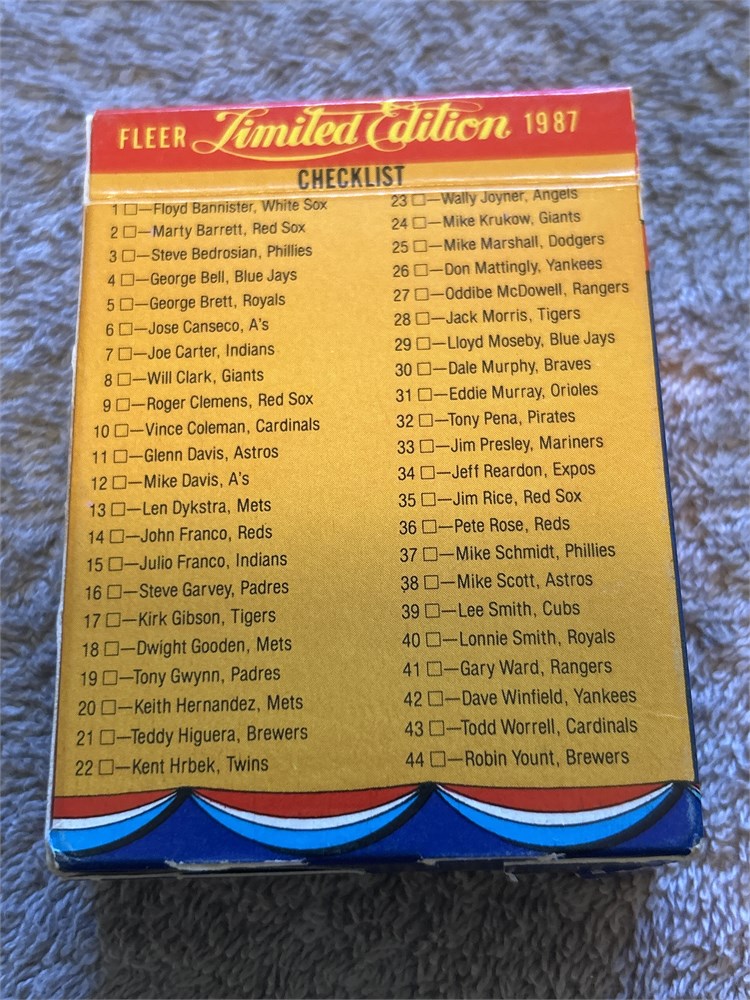 FLEER Limited Edition 1987
CHECKLIST
1 □—Floyd Bannister, White Sox
2 □—Marty Barrett, Red Sox
3 □—Steve Bedrosian, Phillies
4 □—George Bell, Blue Jays
5 □—George Brett, Royals
6 □—Jose Canseco, A's
7 □—Joe Carter, Indians
8 □—Will Clark, Giants
9 □—Roger Clemens, Red Sox
10 □—Vince Coleman, Cardinals
11 □—Glenn Davis, Astros
12 □—Mike Davis, A's
13 □—Len Dykstra, Mets
14 □—John Franco, Reds
15 □—Julio Franco, Indians
16 □—Steve Garvey, Padres
17 □—Kirk Gibson, Tigers
18 □—Dwight Gooden, Mets
19 □—Tony Gwynn, Padres
20 □—Keith Hernandez, Mets
21 □—Teddy Higuera, Brewers
22 □—Kent Hrbek, Twins
23 □—Wally Joyner, Angels
24 □—Mike Krukow, Giants
25 □—Mike Marshall, Dodgers
26 □—Don Mattingly, Yankees
27 □—Oddibe McDowell, Rangers
28 □—Jack Morris, Tigers
29 □—Lloyd Moseby, Blue Jays
30 □—Dale Murphy, Braves
31 □—Eddie Murray, Orioles
32 □—Tony Pena, Pirates
33 □—Jim Presley, Mariners
34 □—Jeff Reardon, Expos
35 □—Jim Rice, Red Sox
36 □—Pete Rose, Reds
37 □—Mike Schmidt, Phillies
38 □—Mike Scott, Astros
39 □—Lee Smith, Cubs
40 □—Lonnie Smith, Royals
41 □—Gary Ward, Rangers
42 □—Dave Winfield, Yankees
43 □—Todd Worrell, Cardinals
44 □—Robin Yount, Brewers